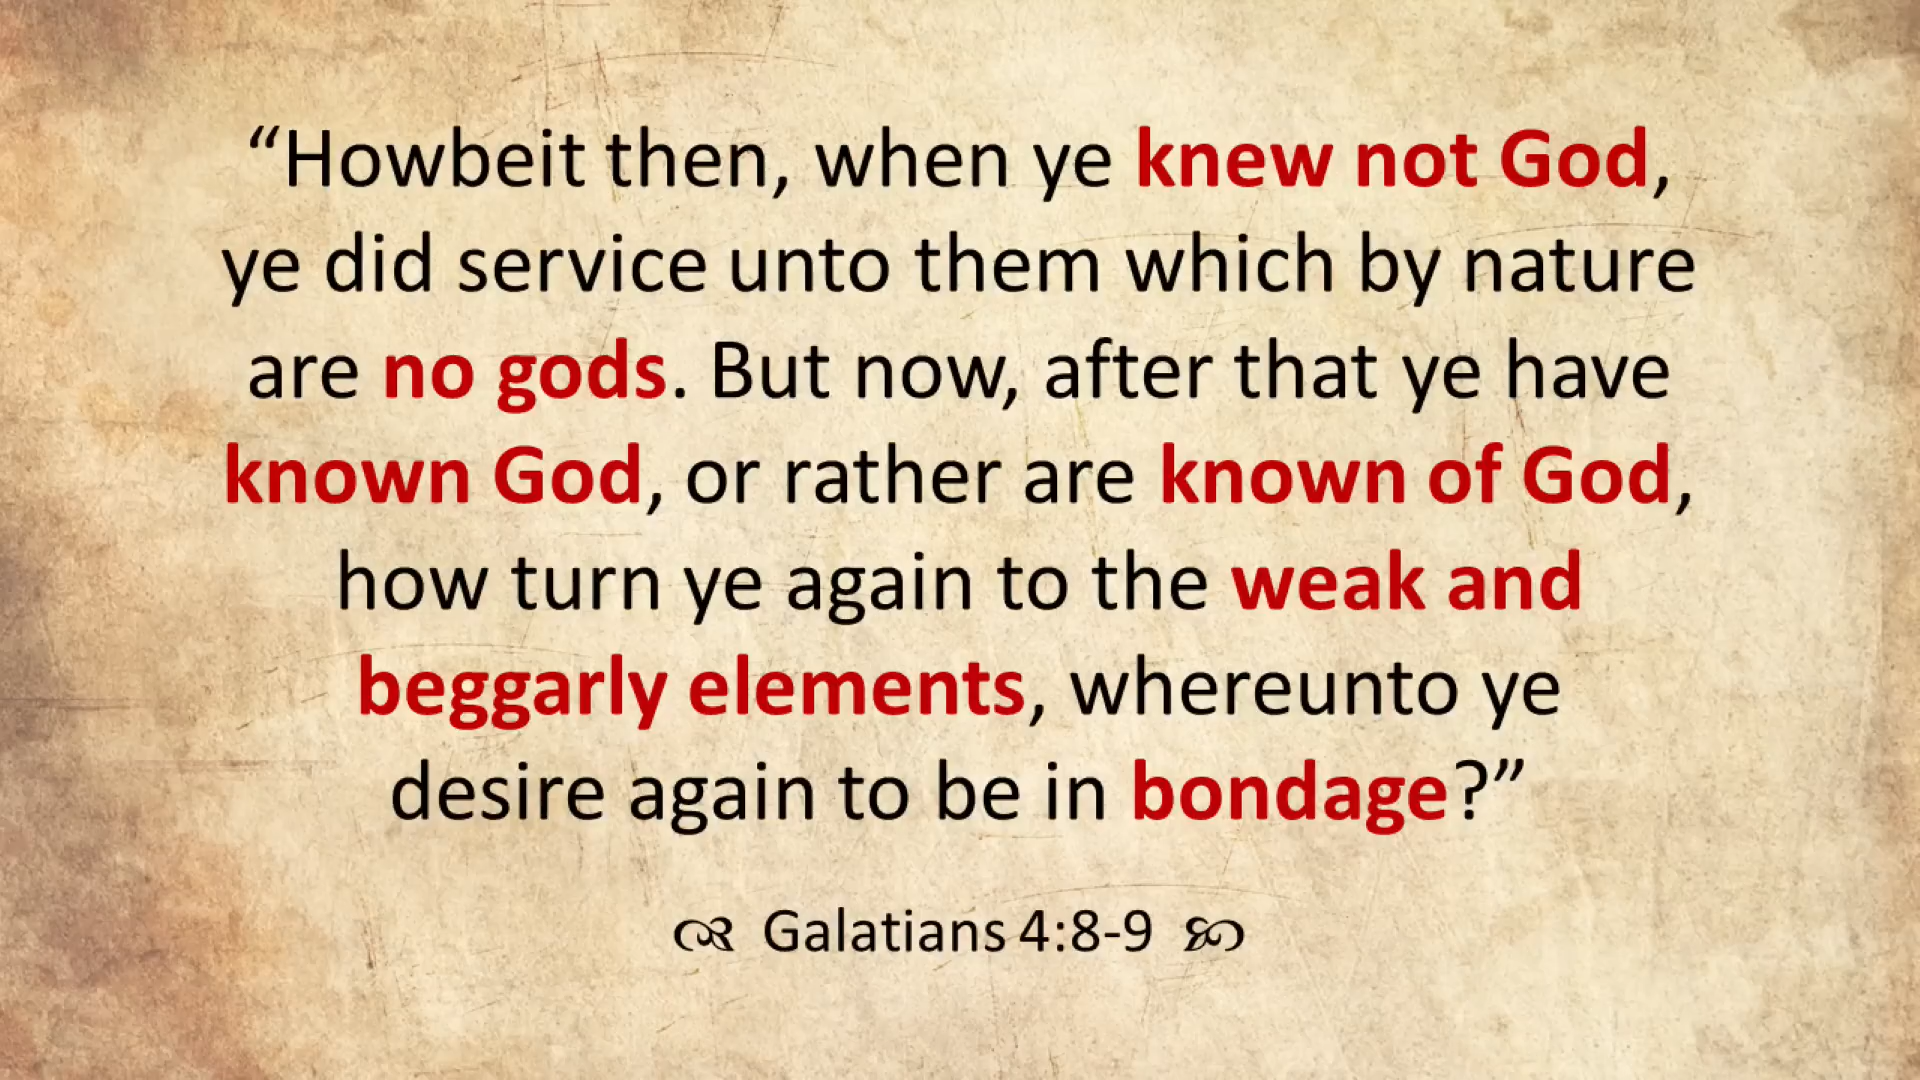 “Howbeit then, when ye knew not God,
ye did service unto them which by nature
are no gods. But now, after that ye have
known God, or rather are known of God,
how turn ye again to the weak and
beggarly elements, whereunto ye
desire again to be in bondage?”
Galatians 4:8-9